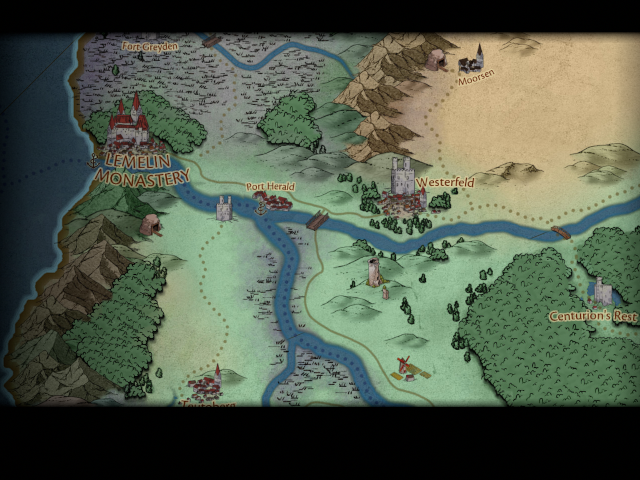 Fort Greyden
Moorsen
LEMELIN
MONASTERY
Port Herald
Westerfeld
Centurion's Rest